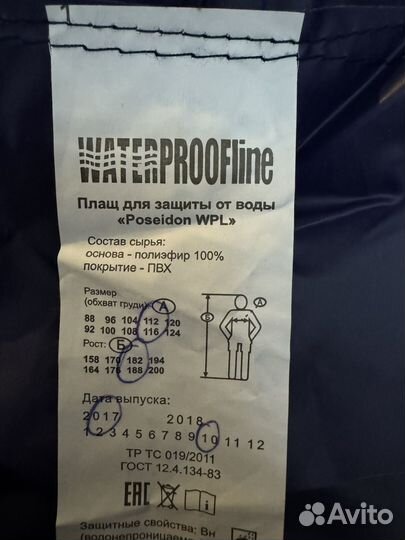 WATERPROOFline
Плащ для защиты от воды
«Poseidon WPL»
Состав сырья:
основа - полиэфир 100%
покрытие - ПВХ
Размер
(обхват груди): А
88 96 104 112 120
92 100 108 116 124
Рост: Б
158 170 182 194
164 176 188 200
А
Б
Дата выпуска:
2017 2018
1 2 3 4 5 6 7 8 9 10 11 12
ТР ТС 019/2011
ГОСТ 12.4.134-83
EAC
Защитные свойства: Вн
(водонепроницаем
Avito